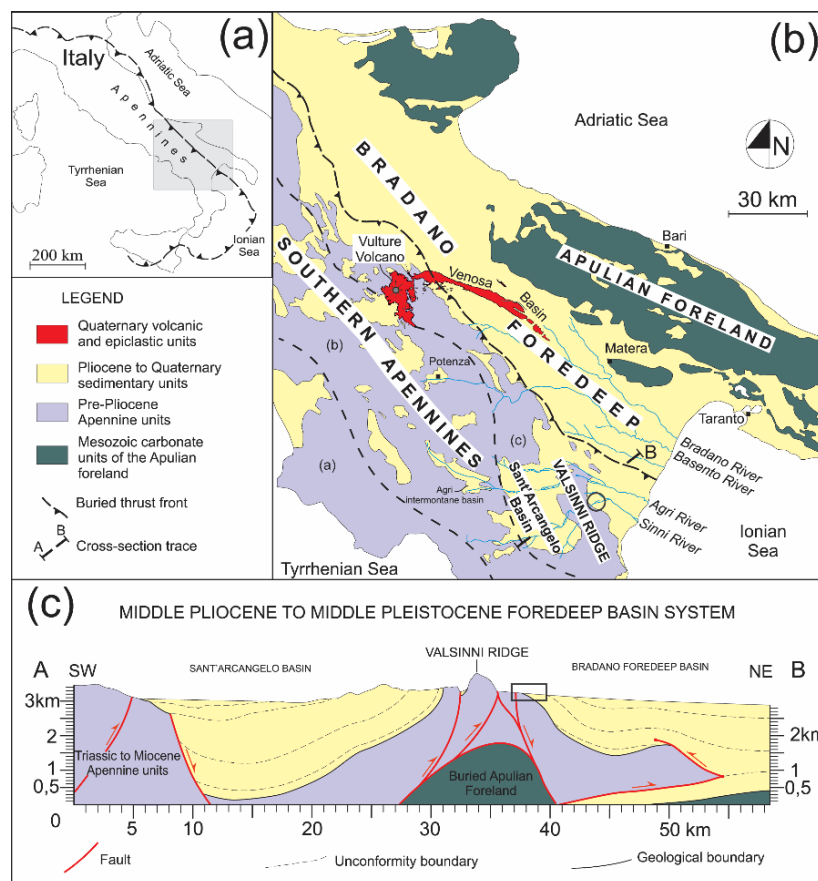 (a)
Italy
Adriatic Sea
Apennines
Tyrrhenian
Sea
Ionian
Sea
200 km
LEGEND
Quaternary volcanic
and epiclastic units
Pliocene to Quaternary
sedimentary units
Pre-Pliocene
Apennine units
Mesozoic carbonate
units of the Apulian
foreland
Buried thrust front
B
A
Cross-section trace
(b)
Adriatic Sea
N
30 km
BRADANO
FOREDEEP
SOUTHERN APENNINES
APULIAN FORELAND
Bari
Vulture
Volcano
Venosa
Basin
(b)
Potenza
Matera
Taranto
(c)
(a)
B
Bradano River
Basento River
Agri
intermontane basin
Sant'Arcangelo
Basin
VALSINNI RIDGE
Agri River
Sinni River
Ionian
Sea
Tyrrhenian Sea
(c)
MIDDLE PLIOCENE TO MIDDLE PLEISTOCENE FOREDEEP BASIN SYSTEM
A SW
SANT'ARCANGELO BASIN
VALSINNI RIDGE
BRADANO FOREDEEP BASIN
NE B
3km
2
1
0,5
0
2km
1
0,5
Triassic to Miocene
Apennine units
Buried Apulian
Foreland
5 10 20 30 40 50 km
Fault
Unconformity boundary
Geological boundary